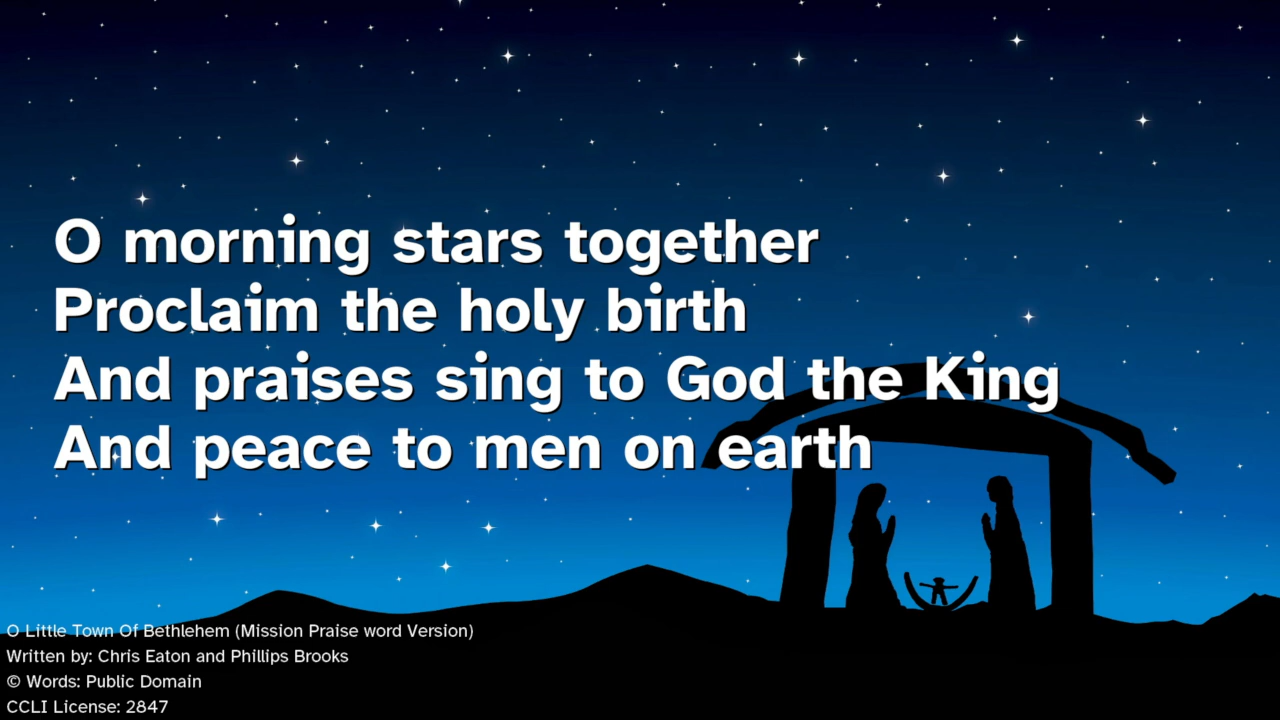 O morning stars together
Proclaim the holy birth
And praises sing to God the King
And peace to men on earth
O Little Town Of Bethlehem (Mission Praise word Version)
Written by: Chris Eaton and Phillips Brooks
© Words: Public Domain
CCLI License: 2847